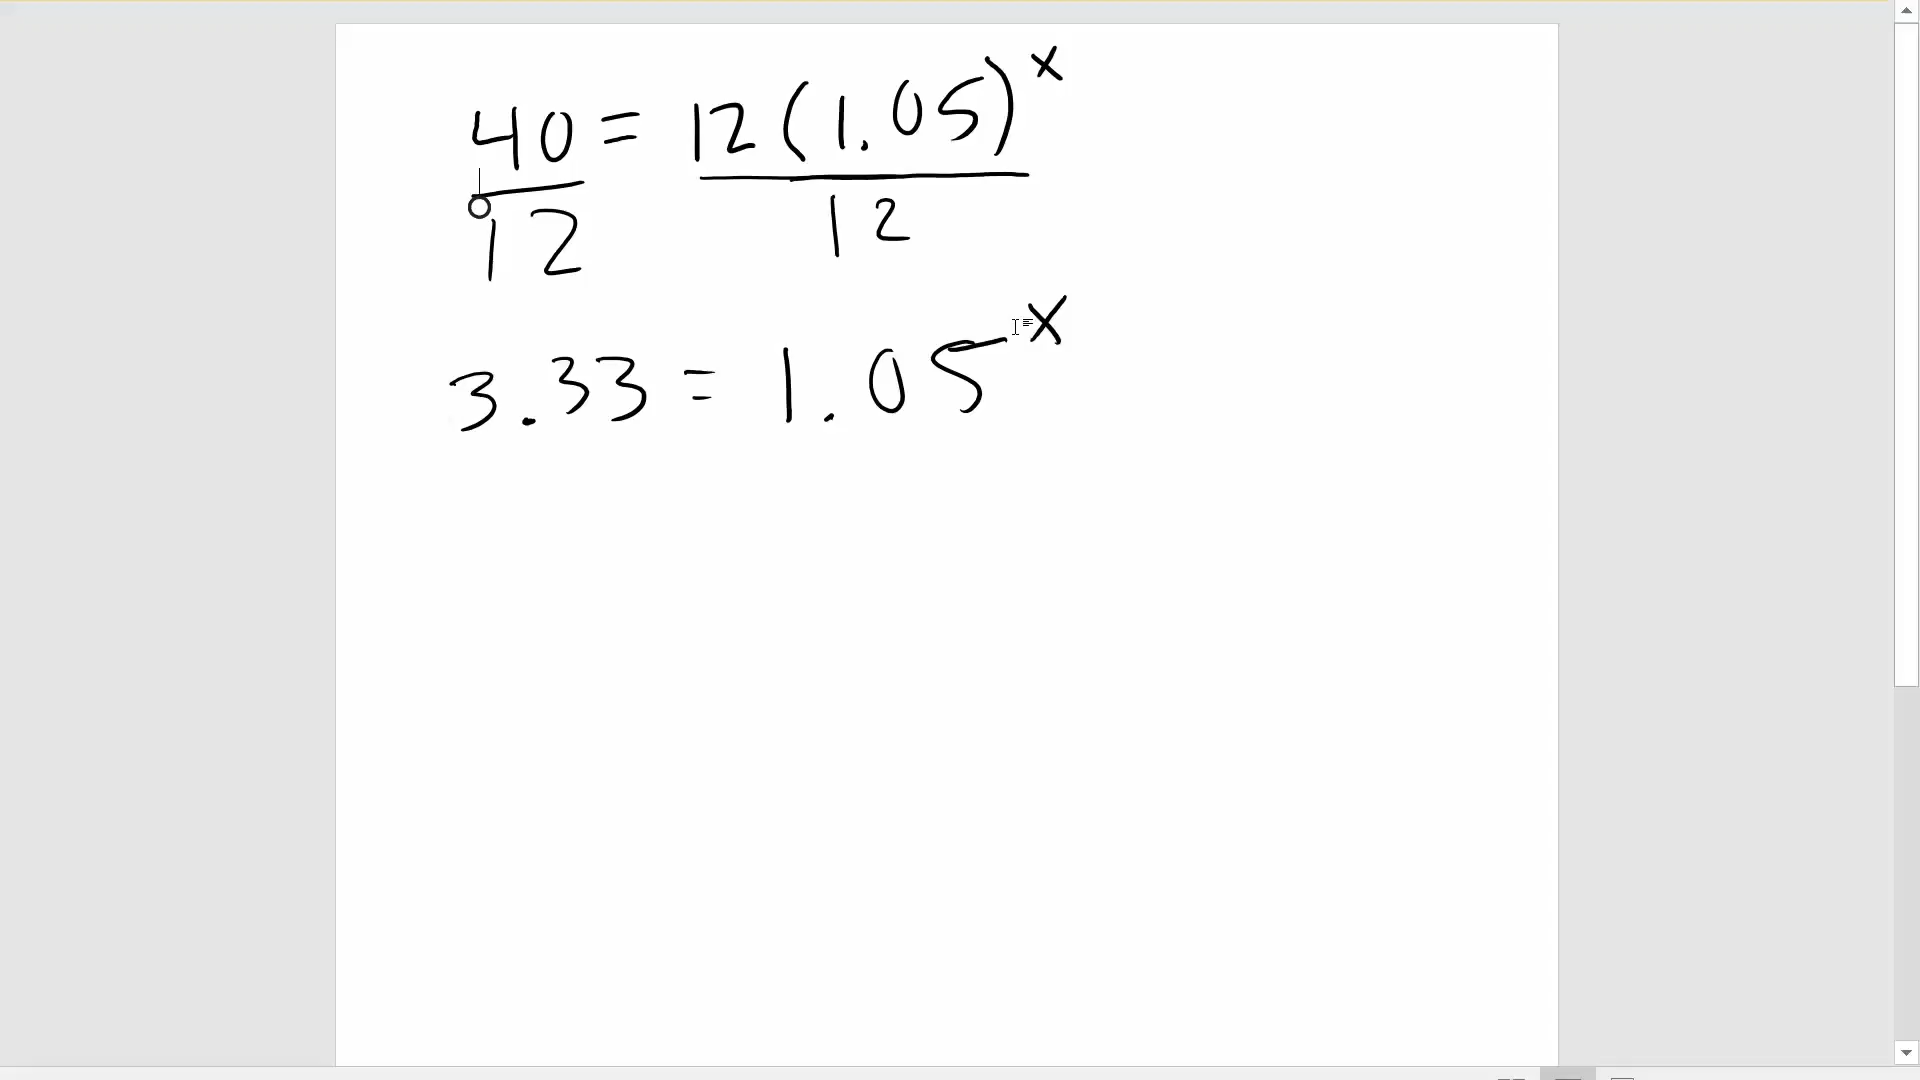 40 = 12(1.05)^x
12 12
3.33 = 1.05^x